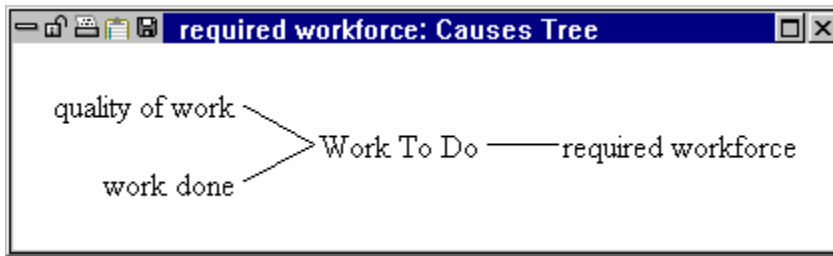 required workforce: Causes Tree
quality of work
Work To Do
required workforce
work done